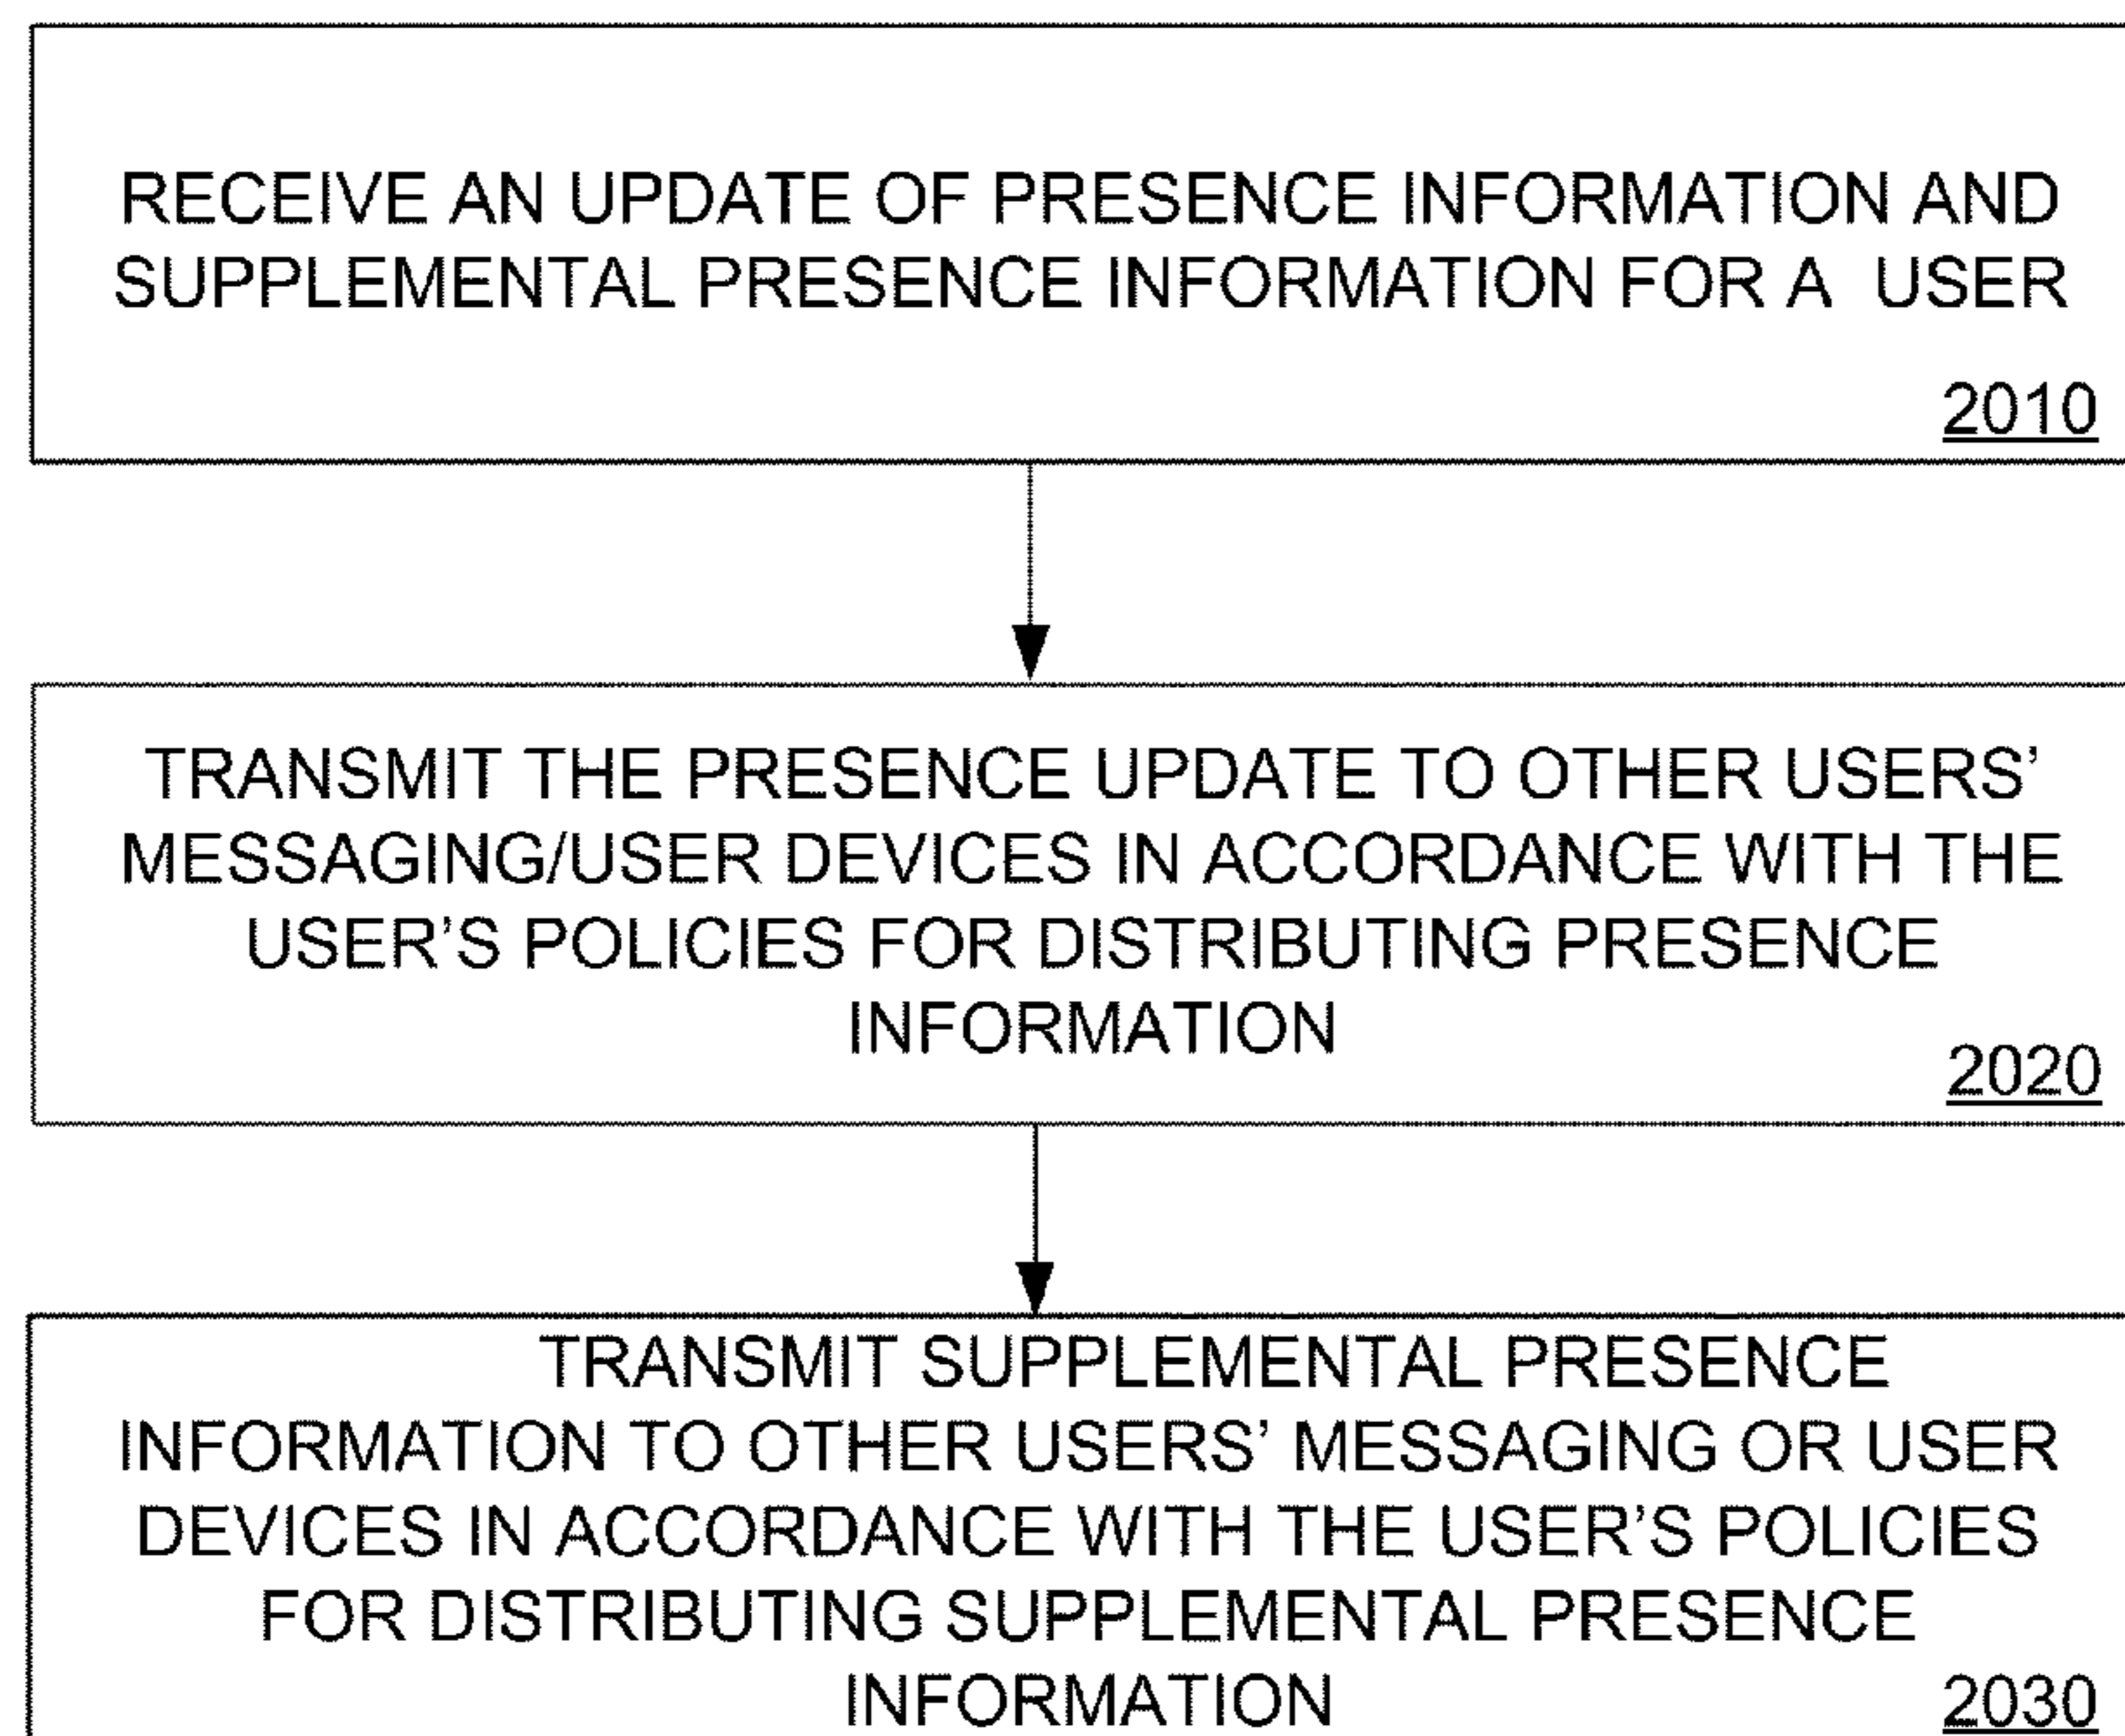 RECEIVE AN UPDATE OF PRESENCE INFORMATION AND
SUPPLEMENTAL PRESENCE INFORMATION FOR A USER
2010
TRANSMIT THE PRESENCE UPDATE TO OTHER USERS’
MESSAGING/USER DEVICES IN ACCORDANCE WITH THE
USER’S POLICIES FOR DISTRIBUTING PRESENCE
INFORMATION
2020
TRANSMIT SUPPLEMENTAL PRESENCE
INFORMATION TO OTHER USERS’ MESSAGING OR USER
DEVICES IN ACCORDANCE WITH THE USER’S POLICIES
FOR DISTRIBUTING SUPPLEMENTAL PRESENCE
INFORMATION
2030